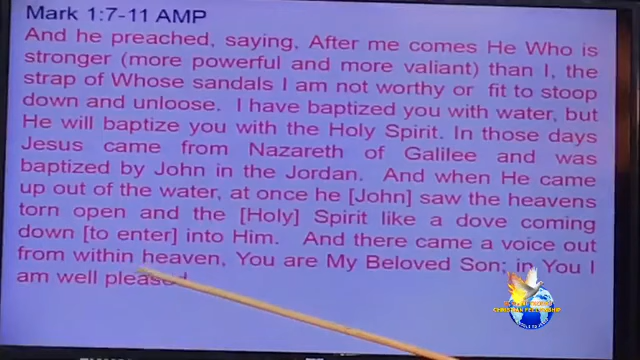 Mark 1:7-11 AMP
And he preached, saying, After me comes He Who is
stronger (more powerful and more valiant) than I, the
strap of Whose sandals I am not worthy or fit to stoop
down and unloose. I have baptized you with water, but
He will baptize you with the Holy Spirit. In those days
Jesus came from Nazareth of Galilee and was
baptized by John in the Jordan. And when He came
up out of the water, at once he [John] saw the heavens
torn open and the [Holy] Spirit like a dove coming
down [to enter] into Him. And there came a voice out
from within heaven, You are My Beloved Son; in You I
am well pleased
CHRISTIAN FELLOWSHIP